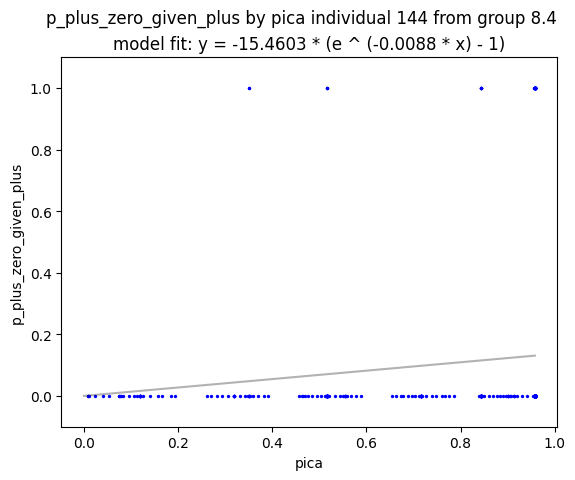 p_plus_zero_given_plus by pica individual 144 from group 8.4
model fit: y = -15.4603 * (e ^ (-0.0088 * x) - 1)
1.0
0.8
0.6
0.4
0.2
0.0
p_plus_zero_given_plus
0.0 0.2 0.4 0.6 0.8 1.0
pica